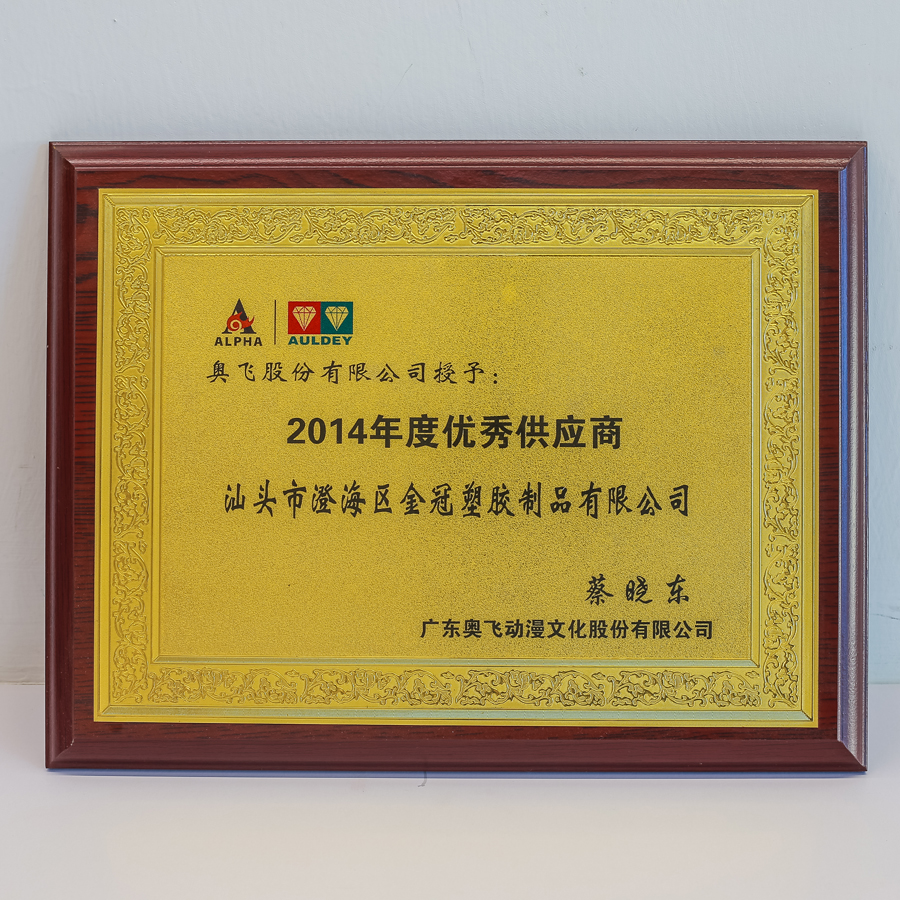 ALPHA AULDEY
奥飞股份有限公司授予：
2014年度优秀供应商
汕头市澄海区金冠塑胶制品有限公司
蔡晓东
广东奥飞动漫文化股份有限公司